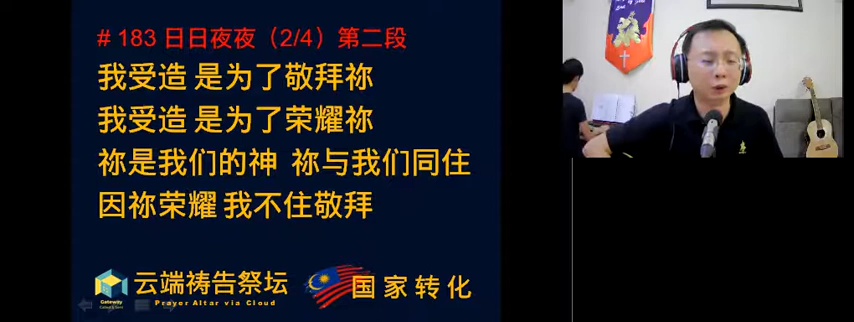 # 183 日日夜夜（2/4）第二段
我受造 是为了敬拜祢
我受造 是为了荣耀祢
祢是我们的神 祢与我们同住
因祢荣耀 我不住敬拜
云端祷告祭坛
Prayer Altar via Cloud
Gateway
国家转化